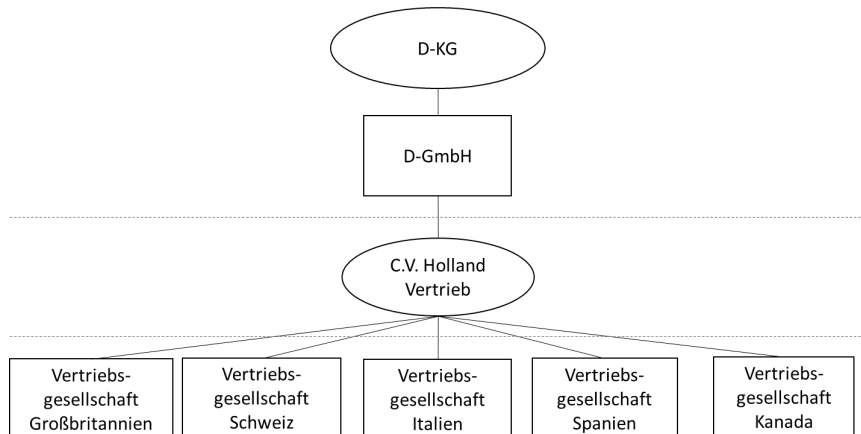 D-KG
D-GmbH
C.V. Holland
Vertrieb
Vertriebs-
gesellschaft
Großbritannien
Vertriebs-
gesellschaft
Schweiz
Vertriebs-
gesellschaft
Italien
Vertriebs-
gesellschaft
Spanien
Vertriebs-
gesellschaft
Kanada